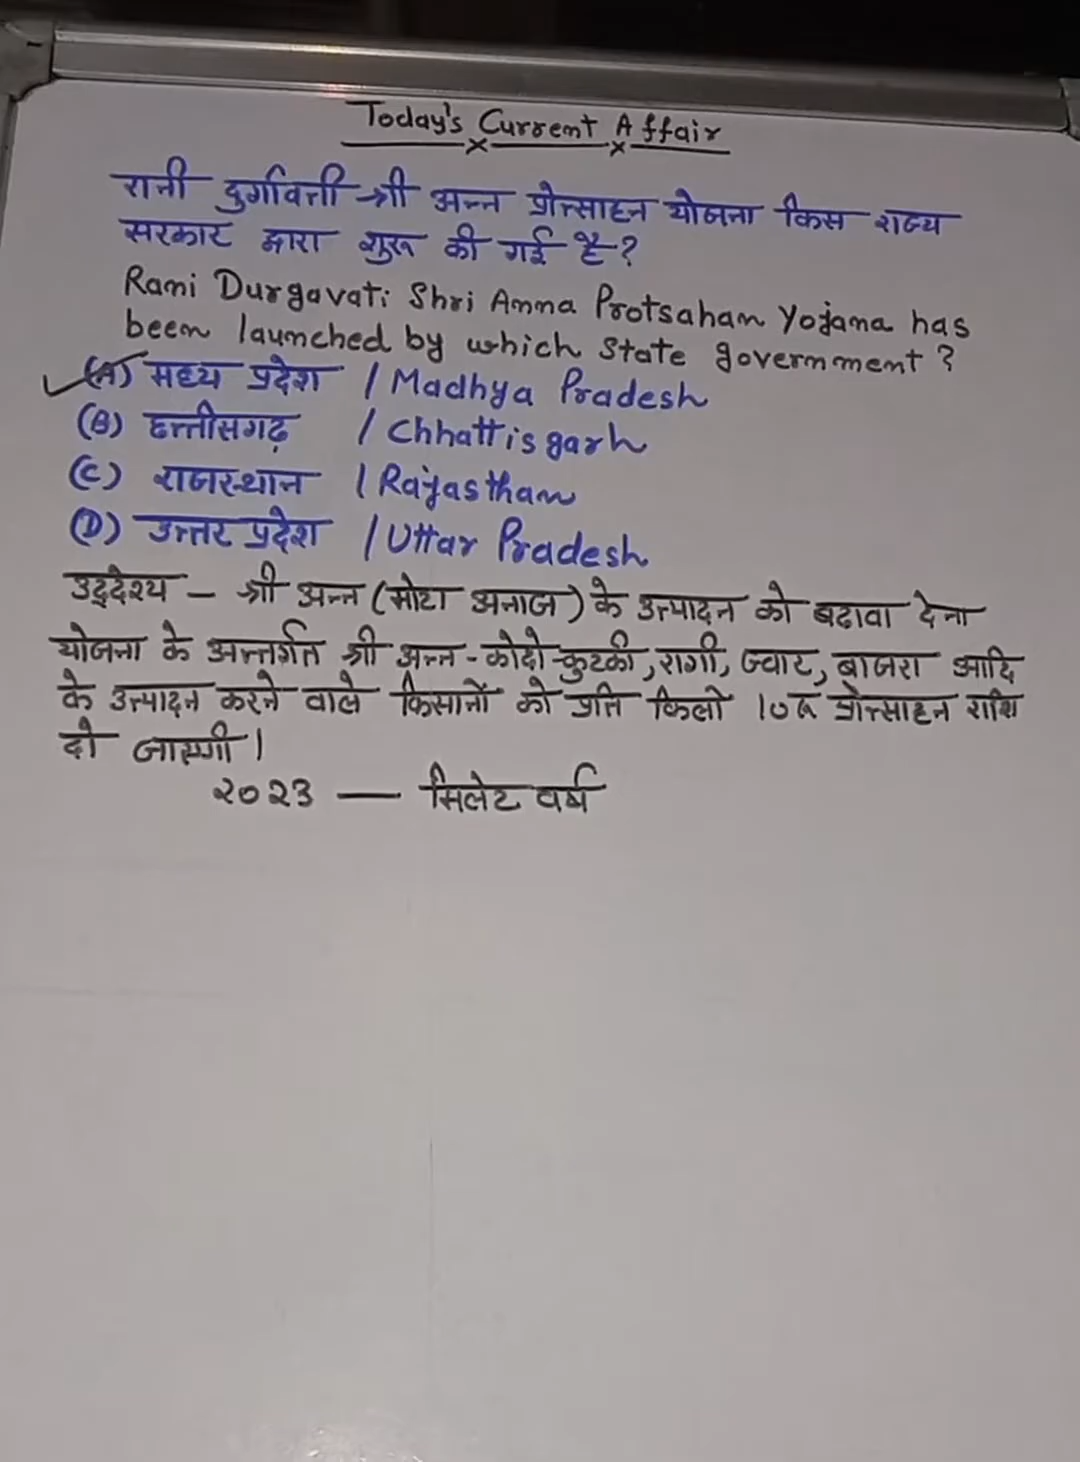 Today's Current Affair
रानी दुर्गावती श्री अन्न प्रोत्साहन योजना किस राज्य
सरकार द्वारा शुरू की गई है?
Rani Durgavati Shri Anna Protsahan Yojana has
been launched by which State government?
(A) मध्य प्रदेश / Madhya Pradesh
(B) छत्तीसगढ़ / Chhattisgarh
(C) राजस्थान / Rajasthan
(D) उत्तर प्रदेश / Uttar Pradesh
उद्देश्य – श्री अन्न (मोटा अनाज) के उत्पादन को बढावा देना
योजना के अन्तर्गत श्री अन्न - कोदो-कुटकी, रागी, ज्वार, बाजरा आदि
के उत्पादन करने वाले किसानों को प्रति किलो 10रू प्रोत्साहन राशि
दी जाएगी।
२०२३ — मिलेट वर्ष